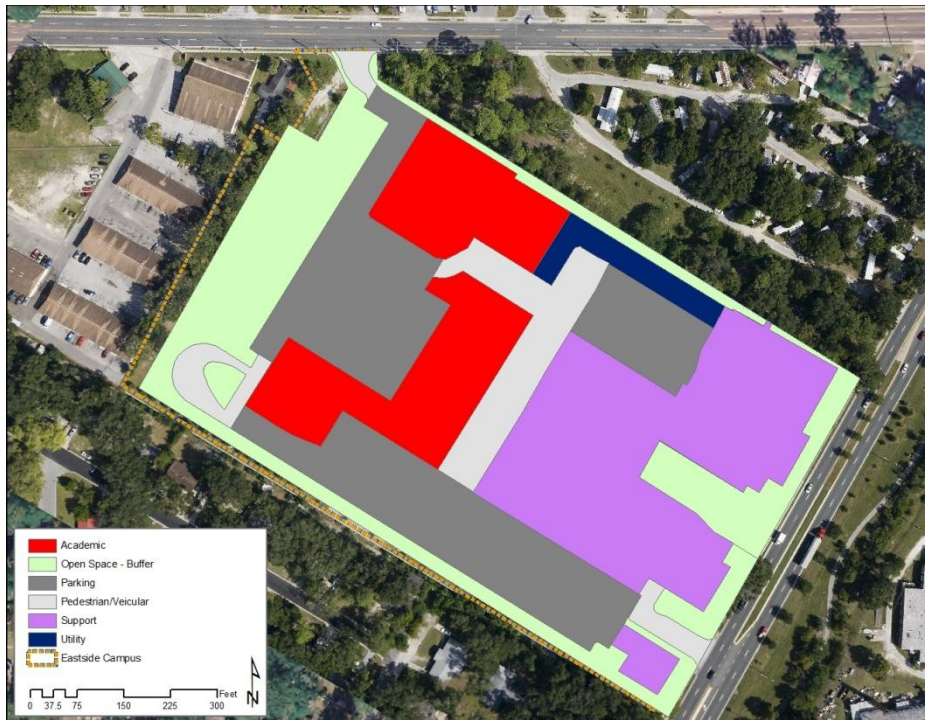 Academic
Open Space - Buffer
Parking
Pedestrian/Veicular
Support
Utility
Eastside Campus
Feet
0 37.5 75 150 225 300
N